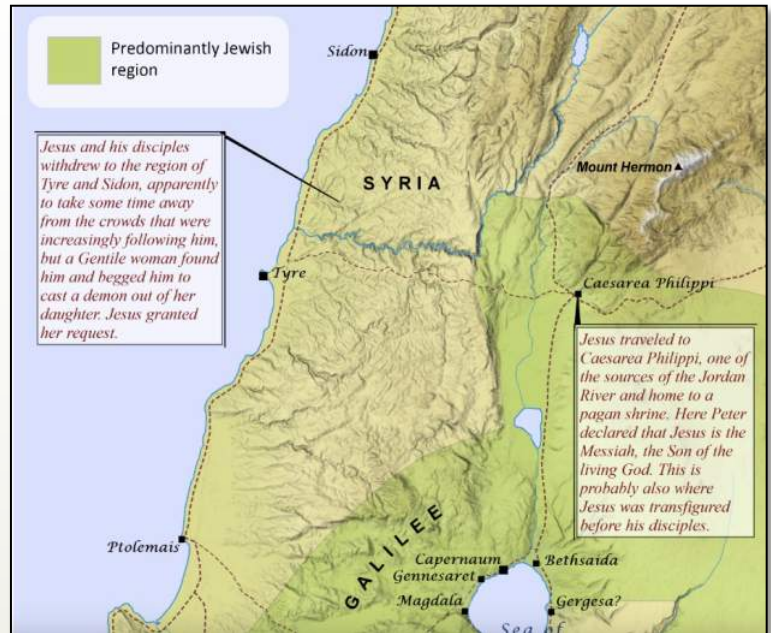 Predominantly Jewish
region
Sidon
Jesus and his disciples
withdrew to the region of
Tyre and Sidon, apparently
to take some time away
from the crowds that were
increasingly following him,
but a Gentile woman found
him and begged him to
cast a demon out of her
daughter. Jesus granted
her request.
SYRIA
Mount Hermon
Tyre
Caesarea Philippi
Jesus traveled to
Caesarea Philippi, one of
the sources of the Jordan
River and home to a
pagan shrine. Here Peter
declared that Jesus is the
Messiah, the Son of the
living God. This is
probably also where
Jesus was transfigured
before his disciples.
Ptolemais
GALILEE
Capernaum
Bethsaida
Gennesaret
Magdala
Gergesa?
Sea of